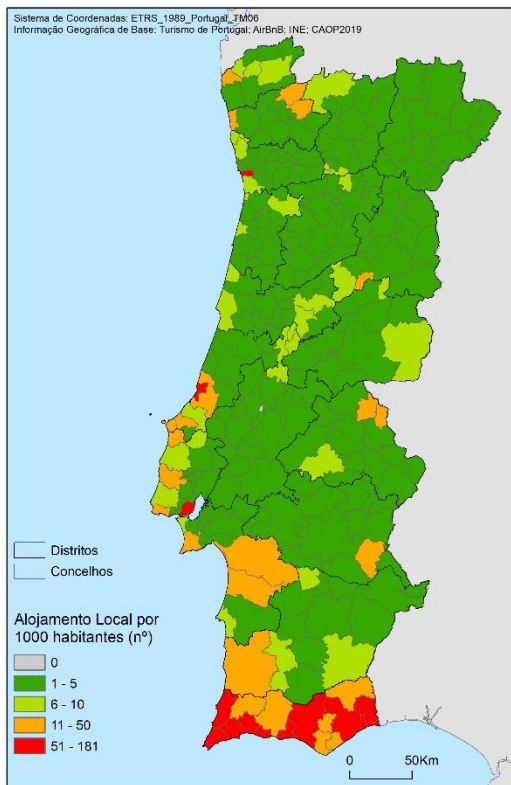 Sistema de Coordenadas: ETRS_1989_Portugal_TM06
Informação Geográfica de Base: Turismo de Portugal; AirBnB; INE; CAOP2019
Distritos
Concelhos
Alojamento Local por
1000 habitantes (nº)
0
1 - 5
6 - 10
11 - 50
51 - 181
0 50Km